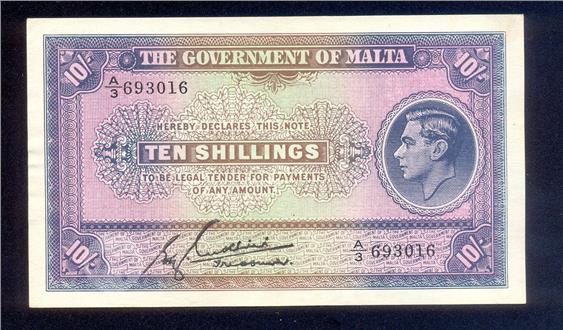 10/- THE GOVERNMENT OF MALTA 10/-
A/3 693016
HEREBY DECLARES THIS NOTE
TEN SHILLINGS
TO BE LEGAL TENDER FOR PAYMENTS
OF ANY AMOUNT.
A/3 693016
Treasurer.
10/- 10/-